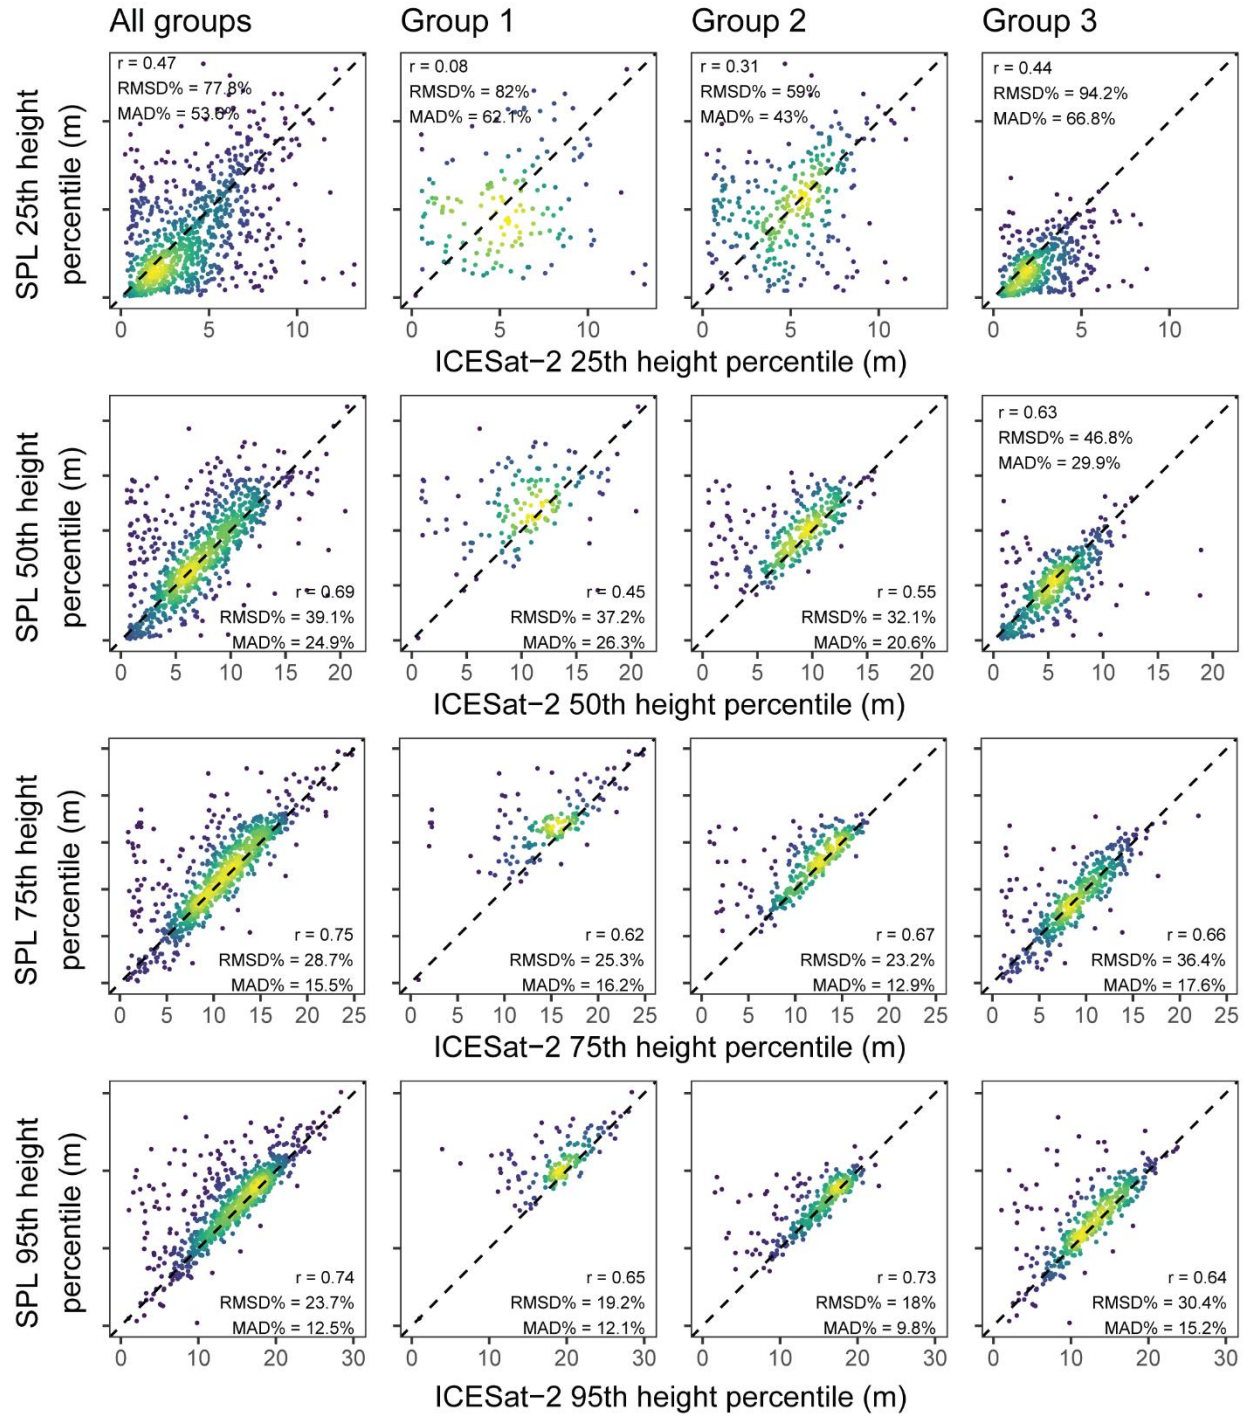 All groups Group 1 Group 2 Group 3
SPL 25th height
percentile (m)
r = 0.47
RMSD% = 77.8%
MAD% = 53.6%
r = 0.08
RMSD% = 82%
MAD% = 62.1%
r = 0.31
RMSD% = 59%
MAD% = 43%
r = 0.44
RMSD% = 94.2%
MAD% = 66.8%
0 5 10 0 5 10 0 5 10 0 5 10
ICESat−2 25th height percentile (m)
SPL 50th height
percentile (m)
r = 0.69
RMSD% = 39.1%
MAD% = 24.9%
r = 0.45
RMSD% = 37.2%
MAD% = 26.3%
r = 0.55
RMSD% = 32.1%
MAD% = 20.6%
r = 0.63
RMSD% = 46.8%
MAD% = 29.9%
0 5 10 15 20 0 5 10 15 20 0 5 10 15 20 0 5 10 15 20
ICESat−2 50th height percentile (m)
SPL 75th height
percentile (m)
r = 0.75
RMSD% = 28.7%
MAD% = 15.5%
r = 0.62
RMSD% = 25.3%
MAD% = 16.2%
r = 0.67
RMSD% = 23.2%
MAD% = 12.9%
r = 0.66
RMSD% = 36.4%
MAD% = 17.6%
0 5 10 15 20 25 0 5 10 15 20 25 0 5 10 15 20 25 0 5 10 15 20 25
ICESat−2 75th height percentile (m)
SPL 95th height
percentile (m)
r = 0.74
RMSD% = 23.7%
MAD% = 12.5%
r = 0.65
RMSD% = 19.2%
MAD% = 12.1%
r = 0.73
RMSD% = 18%
MAD% = 9.8%
r = 0.64
RMSD% = 30.4%
MAD% = 15.2%
0 10 20 30 0 10 20 30 0 10 20 30 0 10 20 30
ICESat−2 95th height percentile (m)